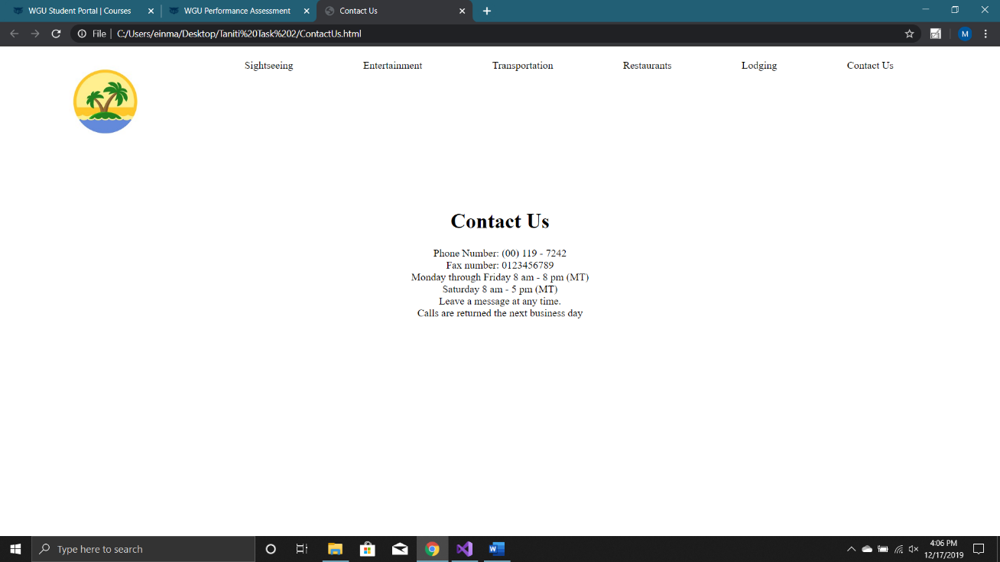 WGU Student Portal | Courses
WGU Performance Assessment
Contact Us
File
C:/Users/einma/Desktop/Taniti%20Task%202/ContactUs.html
M
Sightseeing
Entertainment
Transportation
Restaurants
Lodging
Contact Us
Contact Us
Phone Number: (00) 119 - 7242
Fax number: 0123456789
Monday through Friday 8 am - 8 pm (MT)
Saturday 8 am - 5 pm (MT)
Leave a message at any time.
Calls are returned the next business day
Type here to search
W
4:06 PM
12/17/2019